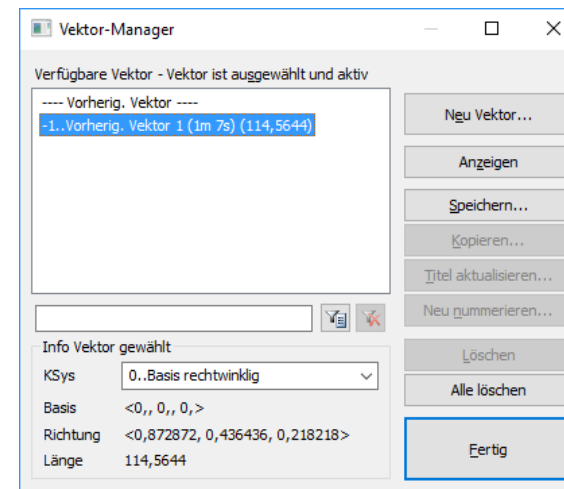 Vektor-Manager
Verfügbare Vektor - Vektor ist ausgewählt und aktiv
---- Vorherig. Vektor ----
-1..Vorherig. Vektor 1 (1m 7s) (114,5644)
Neu Vektor...
Anzeigen
Speichern...
Kopieren...
Titel aktualisieren...
Neu nummerieren...
Löschen
Alle löschen
Fertig
Info Vektor gewählt
KSys 0..Basis rechtwinklig
Basis <0,, 0,, 0,>
Richtung <0,872872, 0,436436, 0,218218>
Länge 114,5644